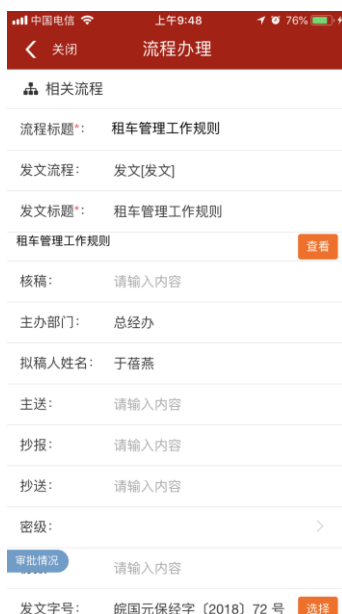 中国电信 上午9:48 76%
关闭 流程办理
相关流程
流程标题*： 租车管理工作规则
发文流程： 发文[发文]
发文标题*： 租车管理工作规则
租车管理工作规则 查看
核稿： 请输入内容
主办部门： 总经办
拟稿人姓名： 于蓓燕
主送： 请输入内容
抄报： 请输入内容
抄送： 请输入内容
密级：
审批情况 请输入内容
发文字号： 皖国元保经字〔2018〕72 号 选择